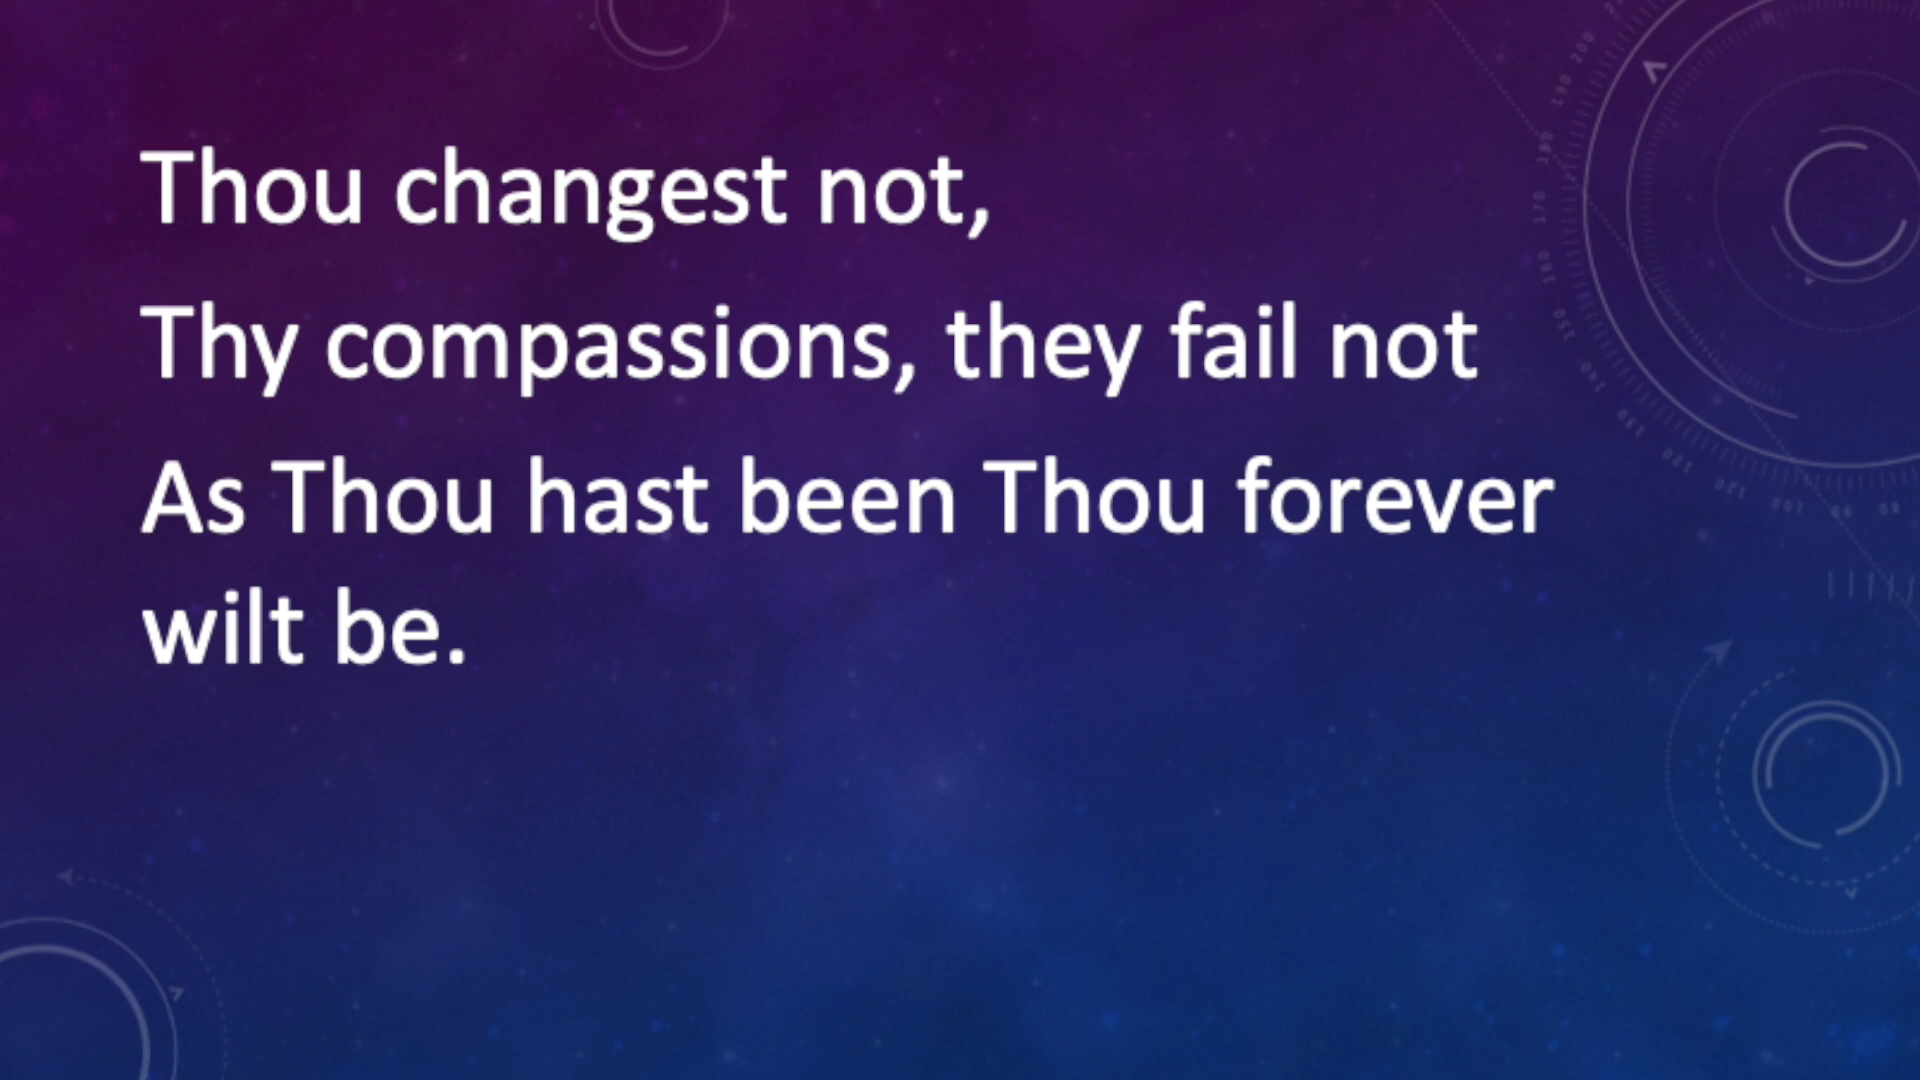 Thou changest not,
Thy compassions, they fail not
As Thou hast been Thou forever
wilt be.